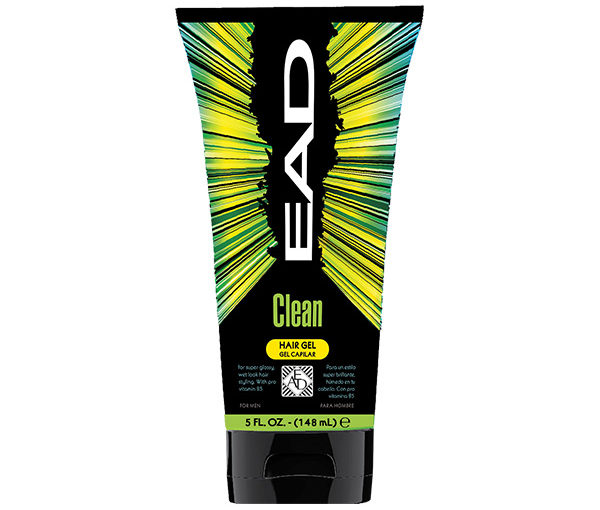 EAD
Clean
HAIR GEL
GEL CAPILAR
For super glossy,
wet look hair
styling. With pro
vitamin B5.
Para un estilo
super brillante,
húmedo en tu
cabello. Con pro
vitamina B5.
EAD
FOR MEN
PARA HOMBRE
5 FL. OZ. - (148 mL) ℮